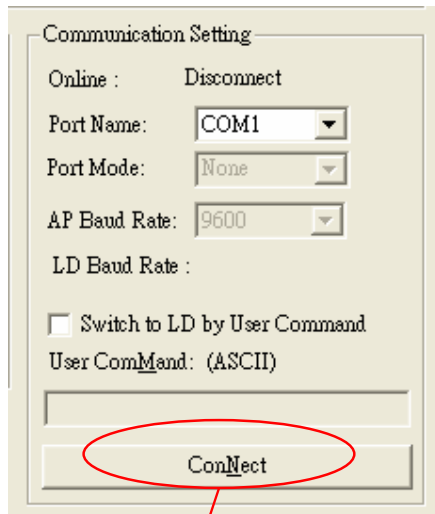 Communication Setting
Online : Disconnect
Port Name: COM1
Port Mode: None
AP Baud Rate: 9600
LD Baud Rate :
Switch to LD by User Command
User ComMand: (ASCII)
ConNect